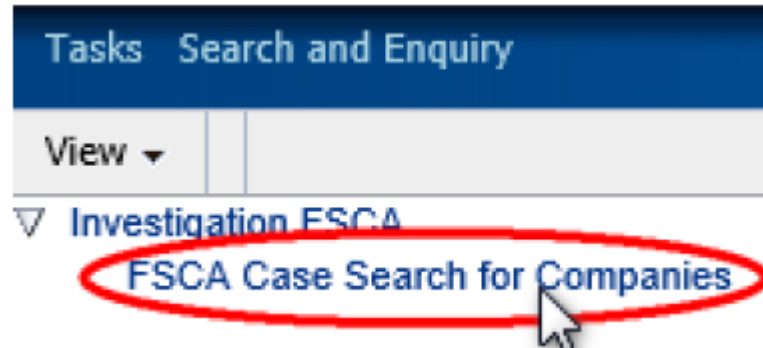 Tasks Search and Enquiry
View
Investigation FSCA
FSCA Case Search for Companies